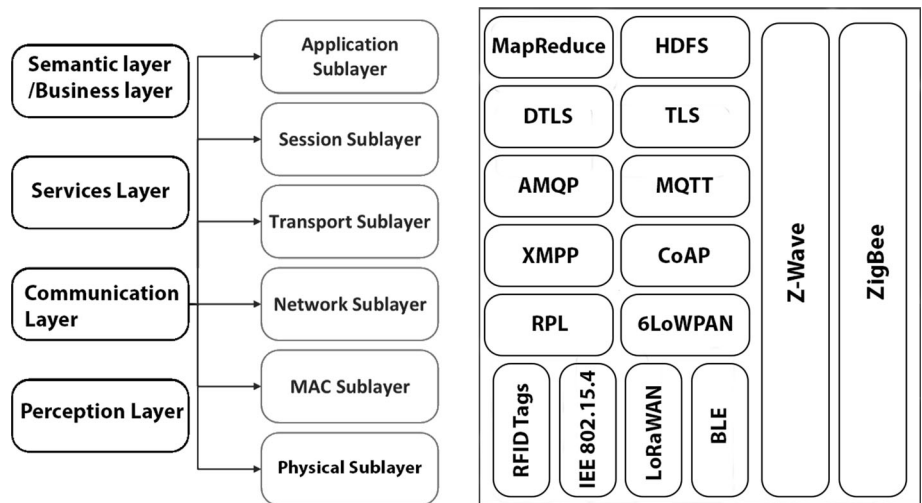 Semantic layer
/Business layer
Services Layer
Communication
Layer
Perception Layer
Application
Sublayer
Session Sublayer
Transport Sublayer
Network Sublayer
MAC Sublayer
Physical Sublayer
MapReduce
HDFS
DTLS
TLS
AMQP
MQTT
XMPP
CoAP
RPL
6LoWPAN
RFID Tags
IEE 802.15.4
LoRaWAN
BLE
Z-Wave
ZigBee